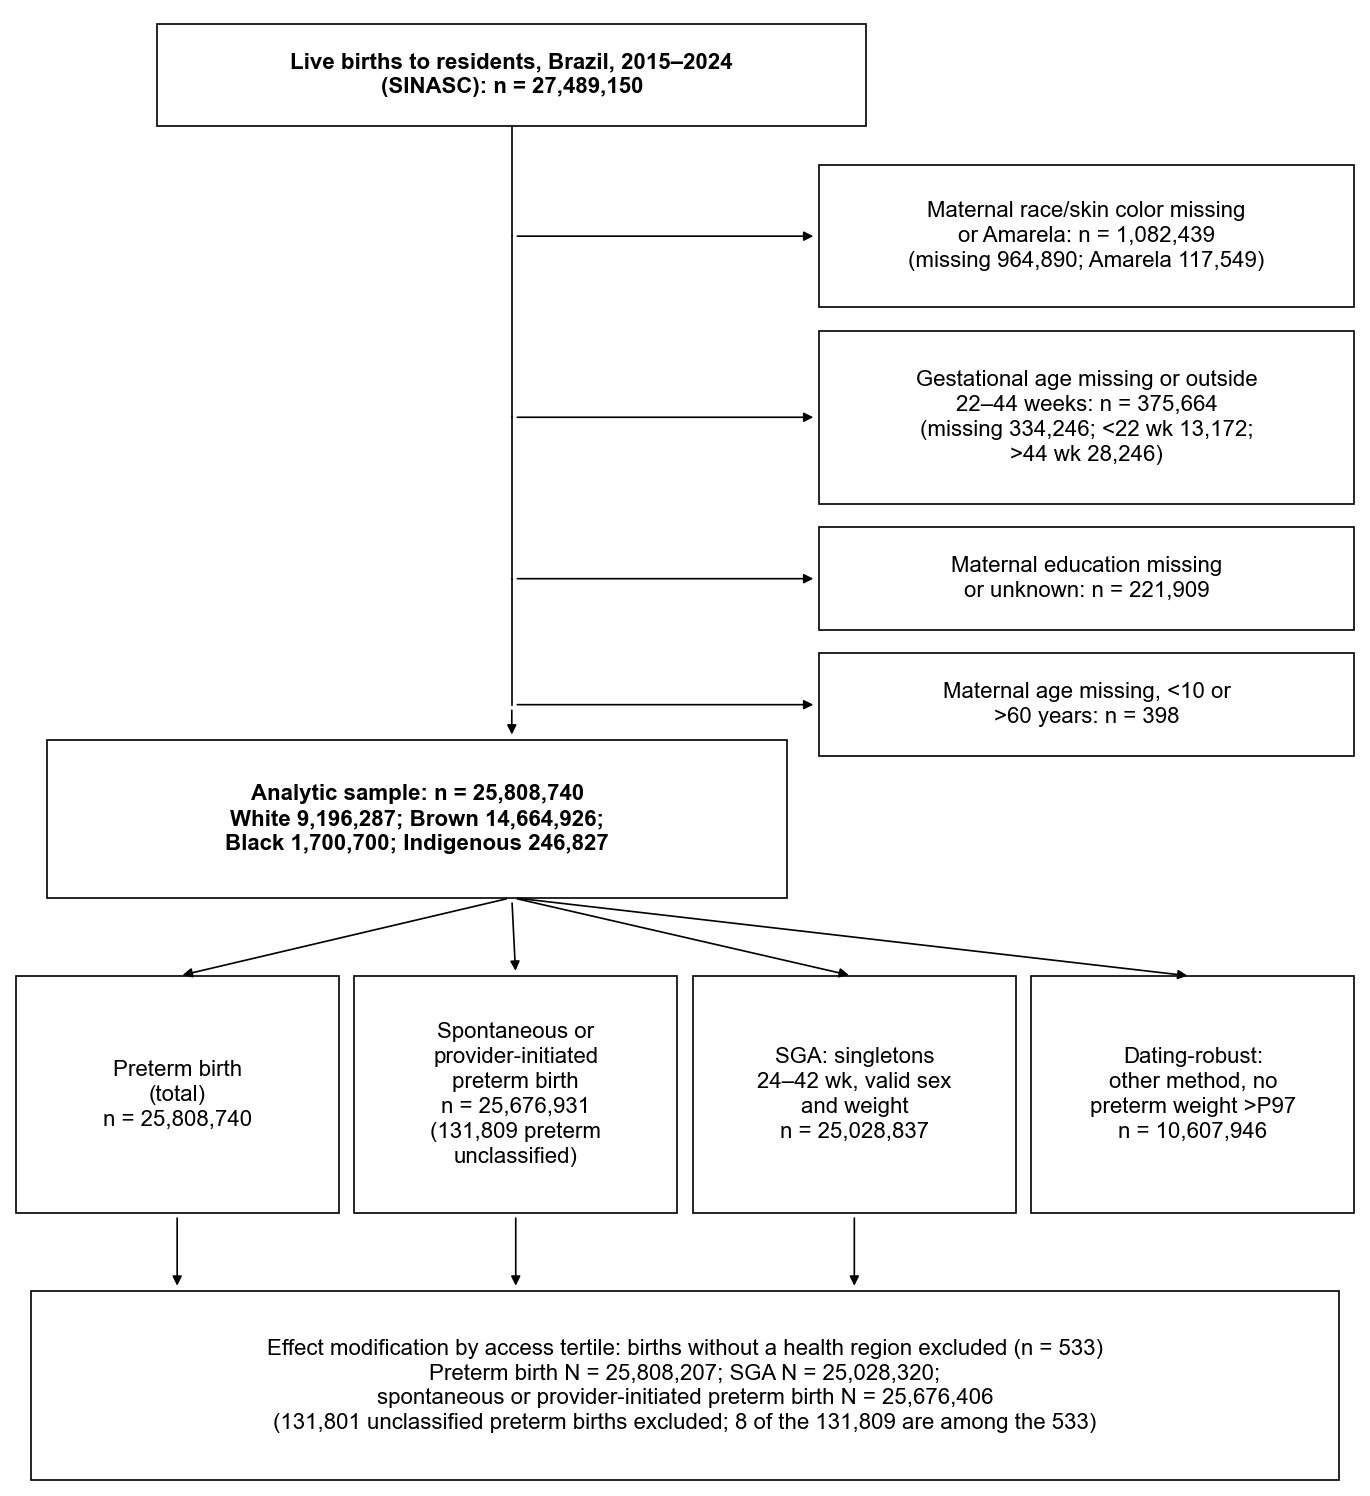 Live births to residents, Brazil, 2015–2024
(SINASC): n = 27,489,150
Maternal race/skin color missing
or Amarela: n = 1,082,439
(missing 964,890; Amarela 117,549)
Gestational age missing or outside
22–44 weeks: n = 375,664
(missing 334,246; <22 wk 13,172;
>44 wk 28,246)
Maternal education missing
or unknown: n = 221,909
Maternal age missing, <10 or
>60 years: n = 398
Analytic sample: n = 25,808,740
White 9,196,287; Brown 14,664,926;
Black 1,700,700; Indigenous 246,827
Preterm birth
(total)
n = 25,808,740
Spontaneous or
provider-initiated
preterm birth
n = 25,676,931
(131,809 preterm
unclassified)
SGA: singletons
24–42 wk, valid sex
and weight
n = 25,028,837
Dating-robust:
other method, no
preterm weight >P97
n = 10,607,946
Effect modification by access tertile: births without a health region excluded (n = 533)
Preterm birth N = 25,808,207; SGA N = 25,028,320;
spontaneous or provider-initiated preterm birth N = 25,676,406
(131,801 unclassified preterm births excluded; 8 of the 131,809 are among the 533)